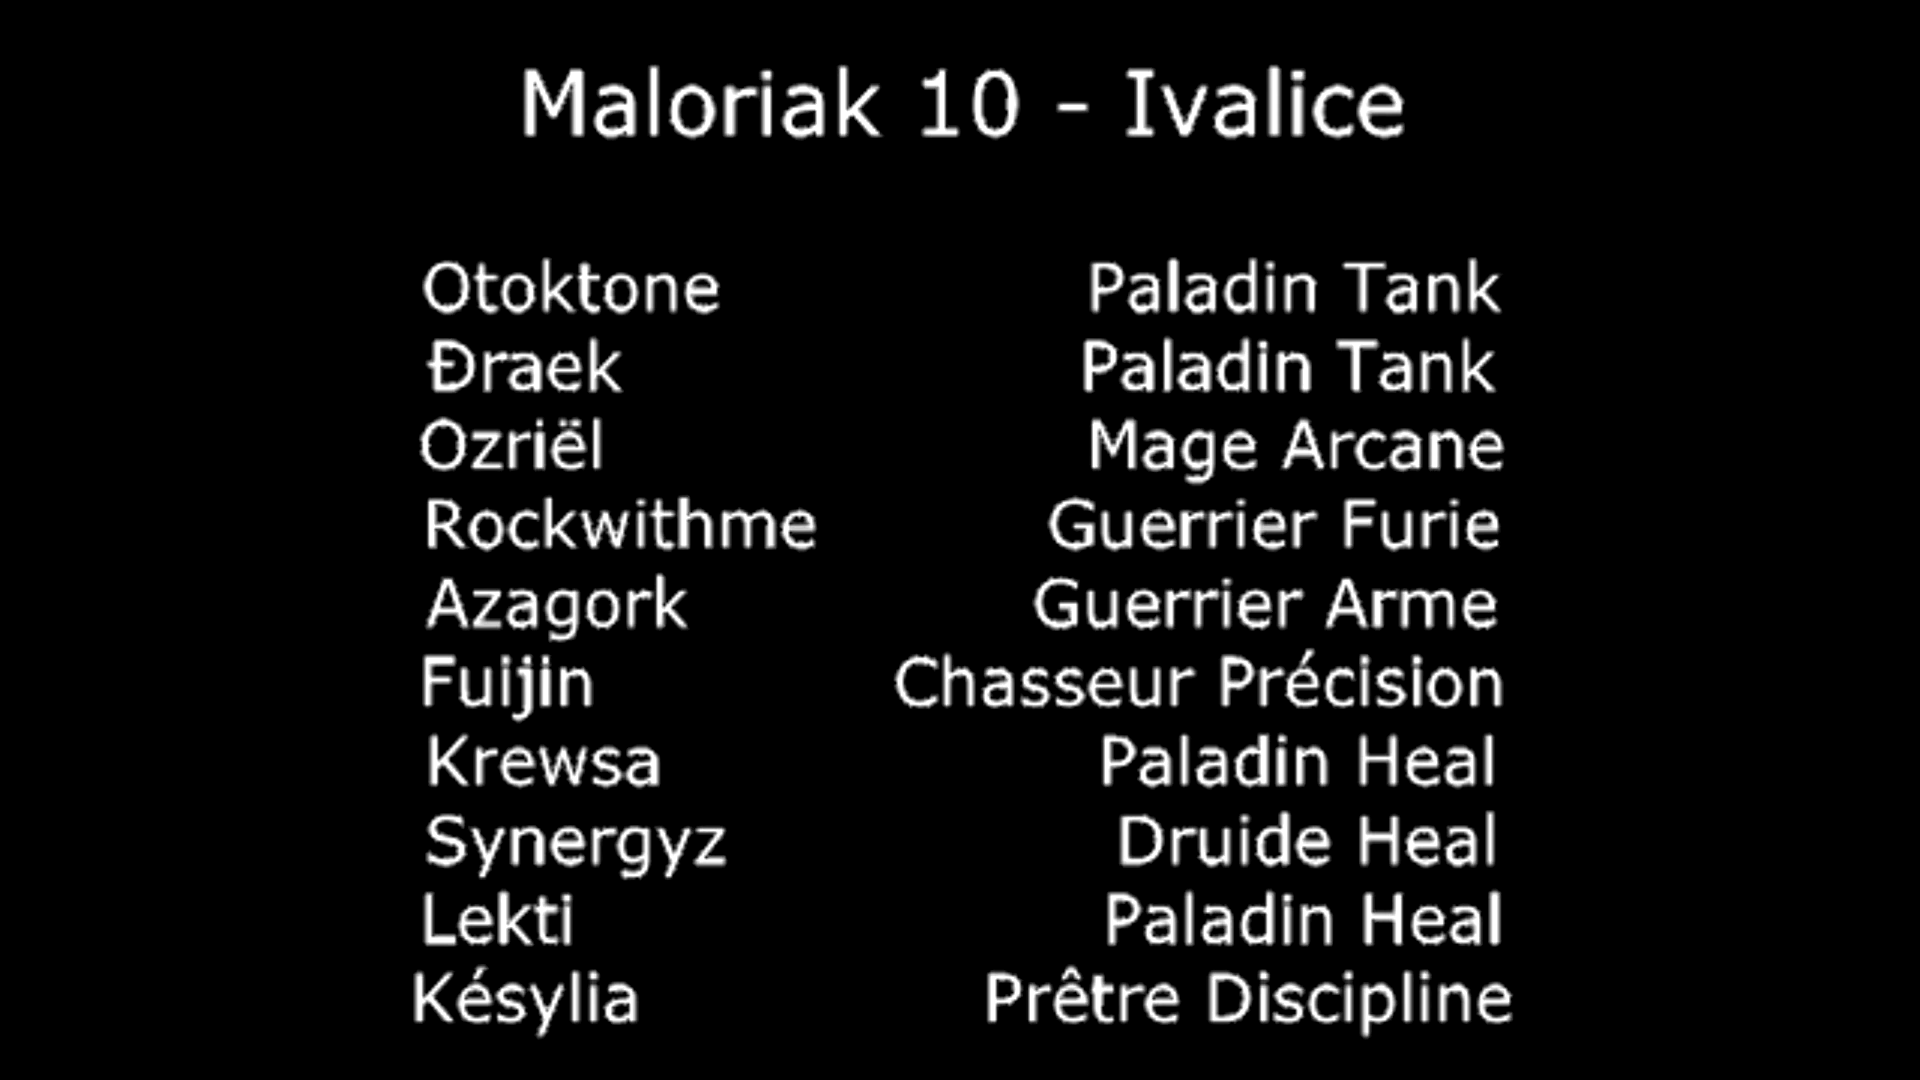 Maloriak 10 - Ivalice
Otoktone Paladin Tank
Ðraek Paladin Tank
Ozriël Mage Arcane
Rockwithme Guerrier Furie
Azagork Guerrier Arme
Fuijin Chasseur Précision
Krewsa Paladin Heal
Synergyz Druide Heal
Lekti Paladin Heal
Késylia Prêtre Discipline